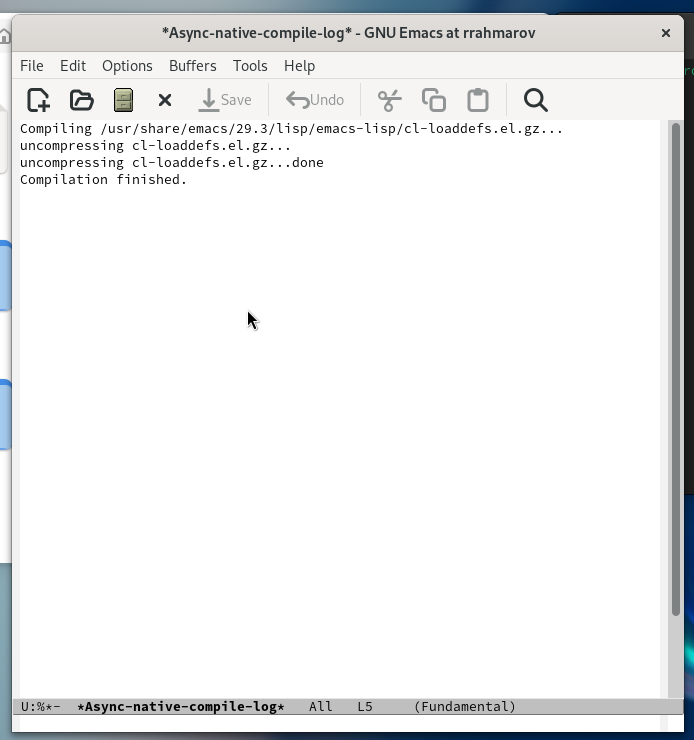 *Async-native-compile-log* - GNU Emacs at rrahmarov
File Edit Options Buffers Tools Help
Save Undo
Compiling /usr/share/emacs/29.3/lisp/emacs-lisp/cl-loaddefs.el.gz...
uncompressing cl-loaddefs.el.gz...
uncompressing cl-loaddefs.el.gz...done
Compilation finished.
U:%*-  *Async-native-compile-log*   All   L5     (Fundamental)